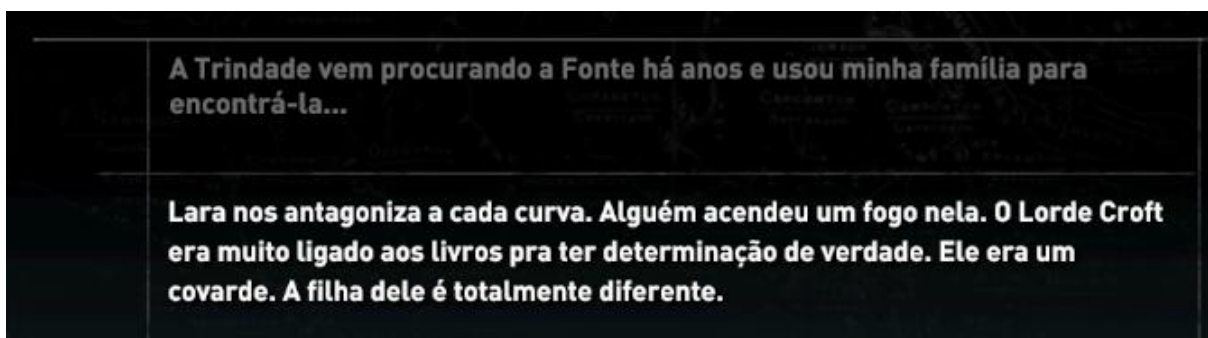 A Trindade vem procurando a Fonte há anos e usou minha família para
encontrá-la...
Lara nos antagoniza a cada curva. Alguém acendeu um fogo nela. O Lorde Croft
era muito ligado aos livros pra ter determinação de verdade. Ele era um
covarde. A filha dele é totalmente diferente.